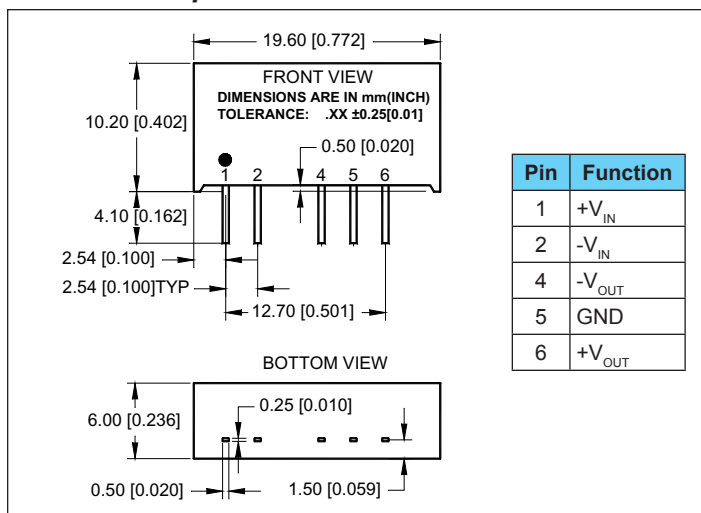 19.60 [0.772]
FRONT VIEW
DIMENSIONS ARE IN mm(INCH)
TOLERANCE: .XX ±0.25[0.01]
10.20 [0.402]
0.50 [0.020]
1 2 4 5 6
4.10 [0.162]
2.54 [0.100]
2.54 [0.100]TYP
12.70 [0.501]
BOTTOM VIEW
6.00 [0.236]
0.25 [0.010]
0.50 [0.020]
1.50 [0.059]
Pin Function
1 +VIN
2 -VIN
4 -VOUT
5 GND
6 +VOUT